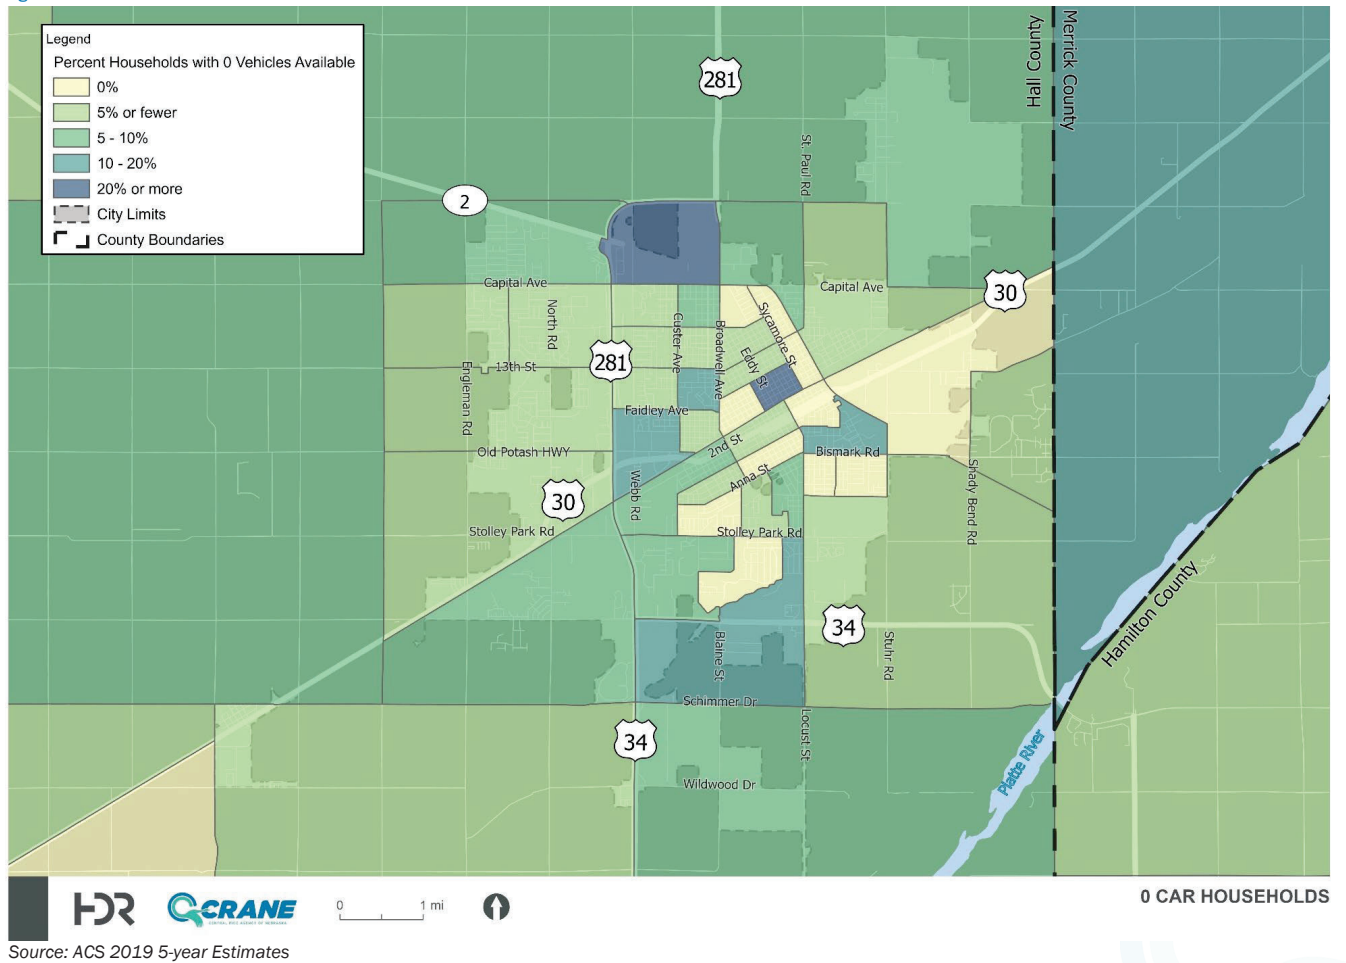 Legend
Percent Households with 0 Vehicles Available
0%
5% or fewer
5 - 10%
10 - 20%
20% or more
City Limits
County Boundaries
Hall County
Merrick County
281
St. Paul Rd
2
Capital Ave
Capital Ave
30
North Rd
Custer Ave
Broadwell Ave
Sycamore St
Eddy St
281
13th St
Engleman Rd
Faidley Ave
2nd St
Old Potash HWY
Bismark Rd
Anna St
Webb Rd
30
Shady Bend Rd
Stolley Park Rd
Stolley Park Rd
34
Hamilton County
Blaine St
Stuhr Rd
Schimmer Dr
Locust St
34
Platte River
Wildwood Dr
HDR
CRANE
0 1 mi
0 CAR HOUSEHOLDS
Source: ACS 2019 5-year Estimates